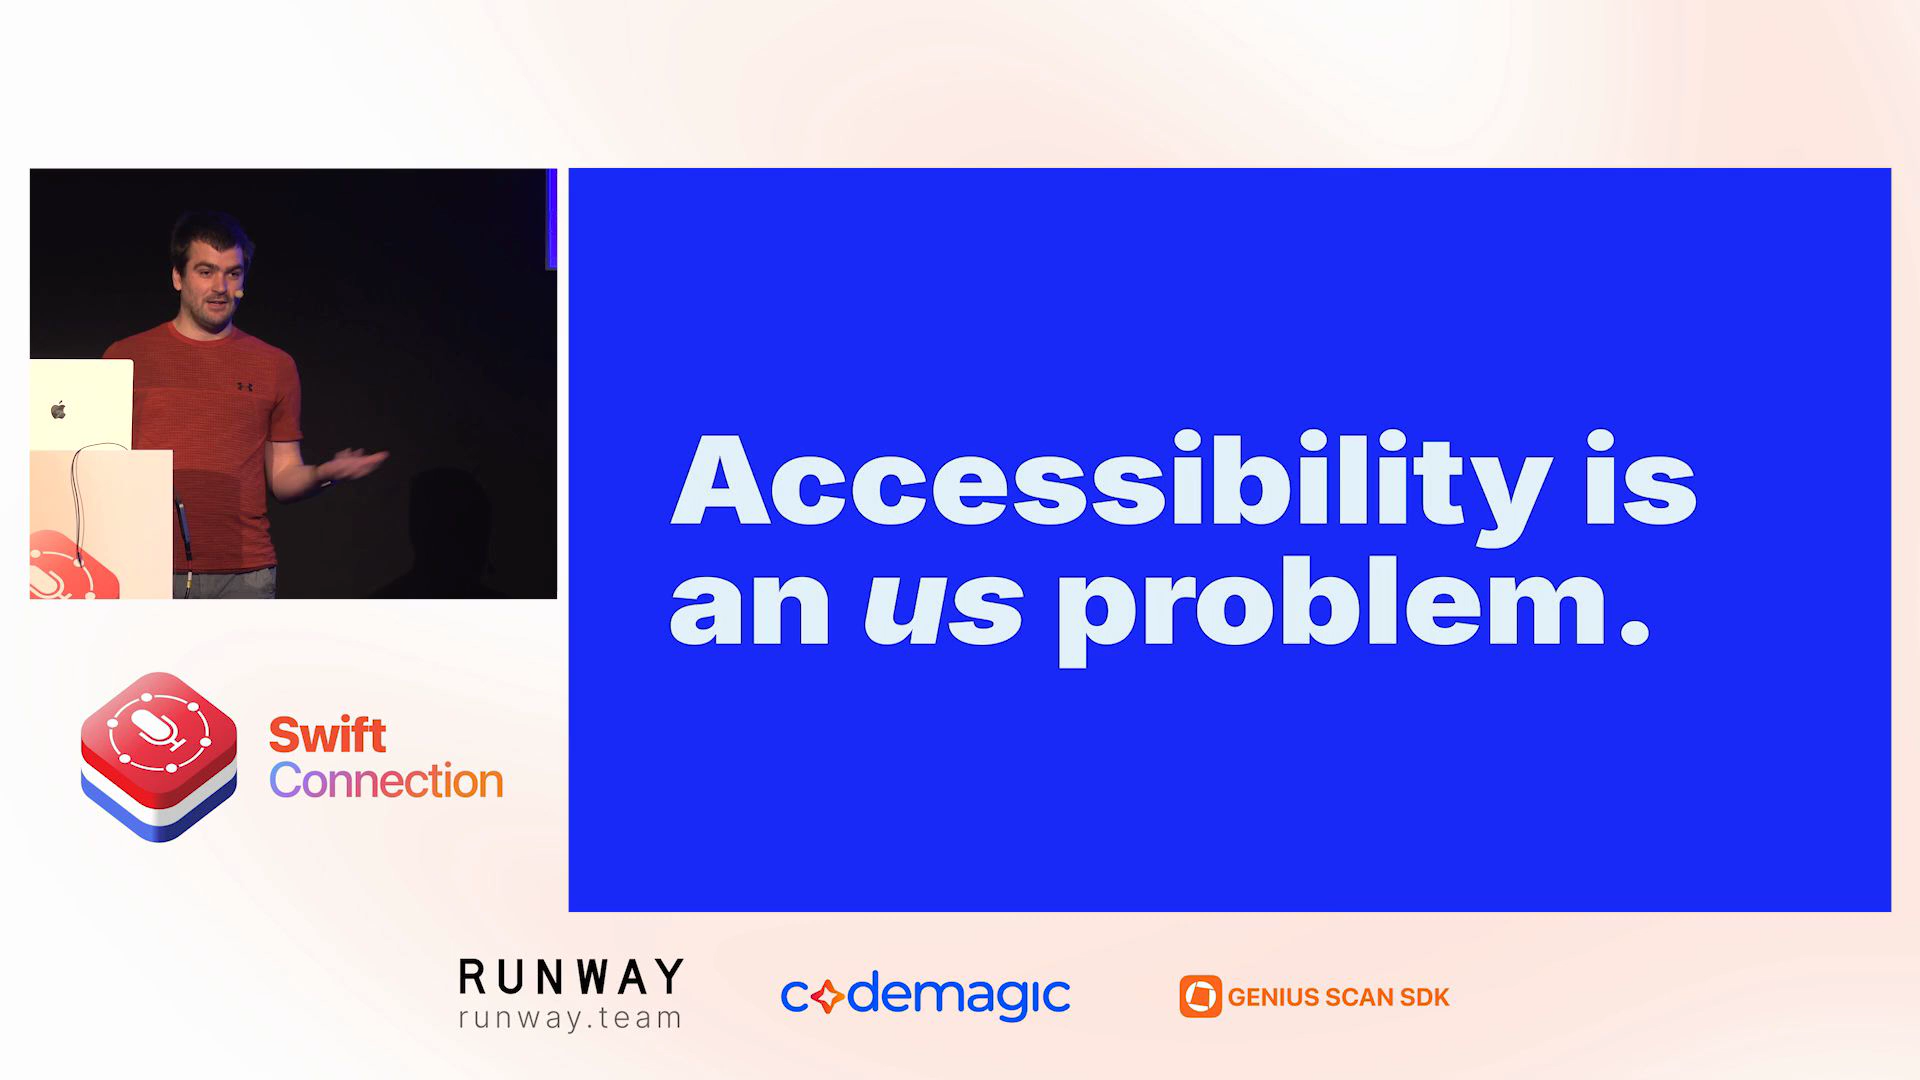 Accessibility is
an us problem.
Swift
Connection
RUNWAY
runway.team
codemagic
GENIUS SCAN SDK